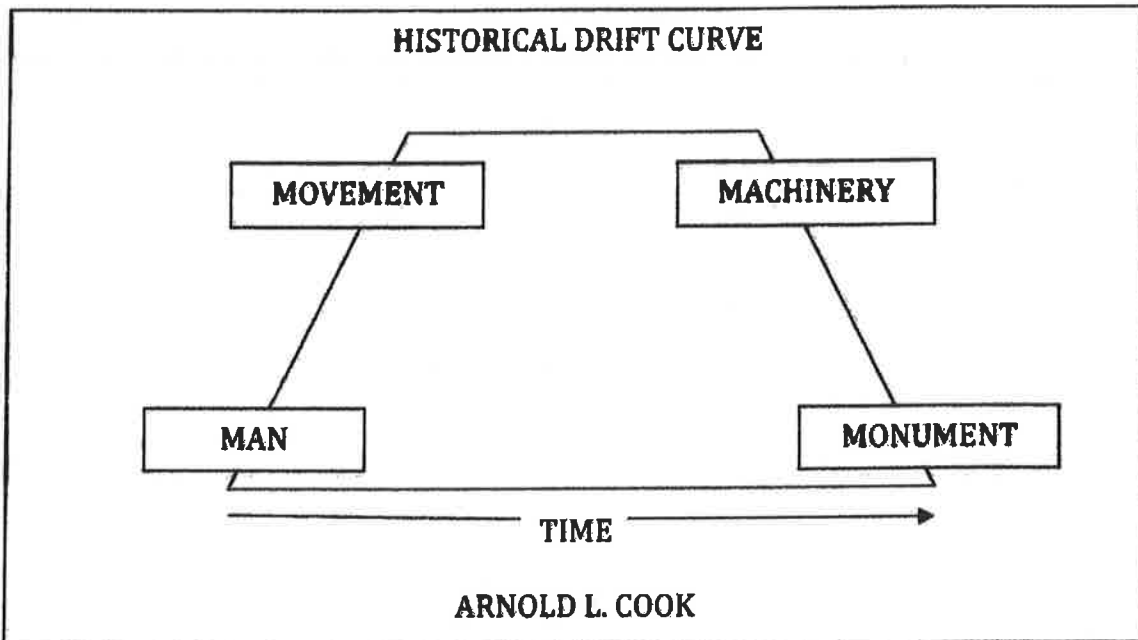 HISTORICAL DRIFT CURVE
MOVEMENT
MACHINERY
MAN
MONUMENT
TIME
ARNOLD L. COOK